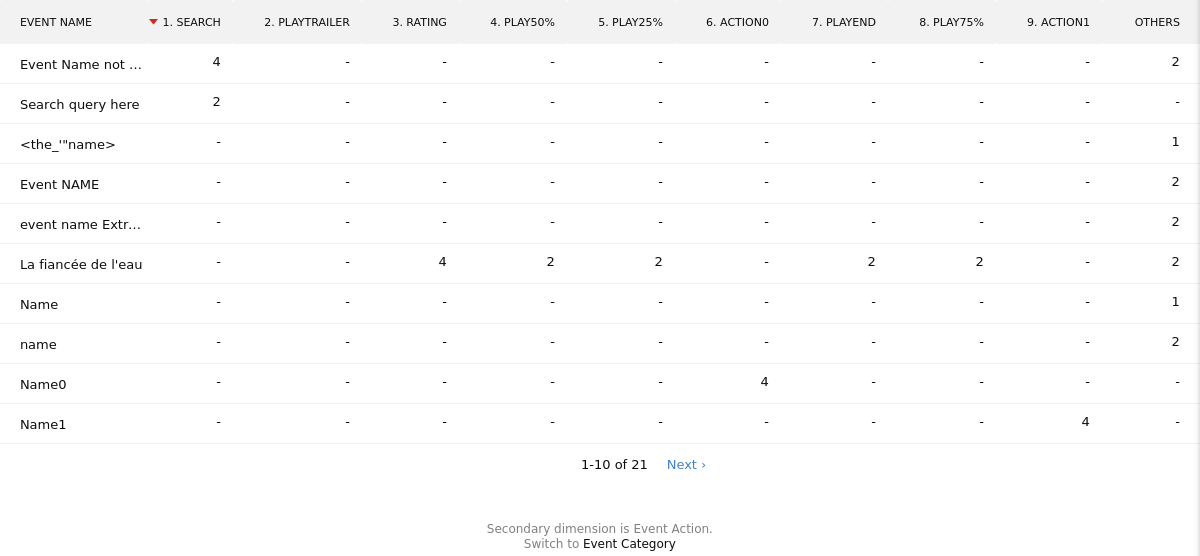 EVENT NAME 1. SEARCH 2. PLAYTRAILER 3. RATING 4. PLAY50% 5. PLAY25% 6. ACTION0 7. PLAYEND 8. PLAY75% 9. ACTION1 OTHERS
Event Name not ... 4 - - - - - - - - 2
Search query here 2 - - - - - - - - -
<the_'"name> - - - - - - - - - 1
Event NAME - - - - - - - - - 2
event name Extr... - - - - - - - - - 2
La fiancée de l'eau - - 4 2 2 - 2 2 - 2
Name - - - - - - - - - 1
name - - - - - - - - - 2
Name0 - - - - - 4 - - - -
Name1 - - - - - - - - 4 -
1-10 of 21 Next ›
Secondary dimension is Event Action.
Switch to Event Category